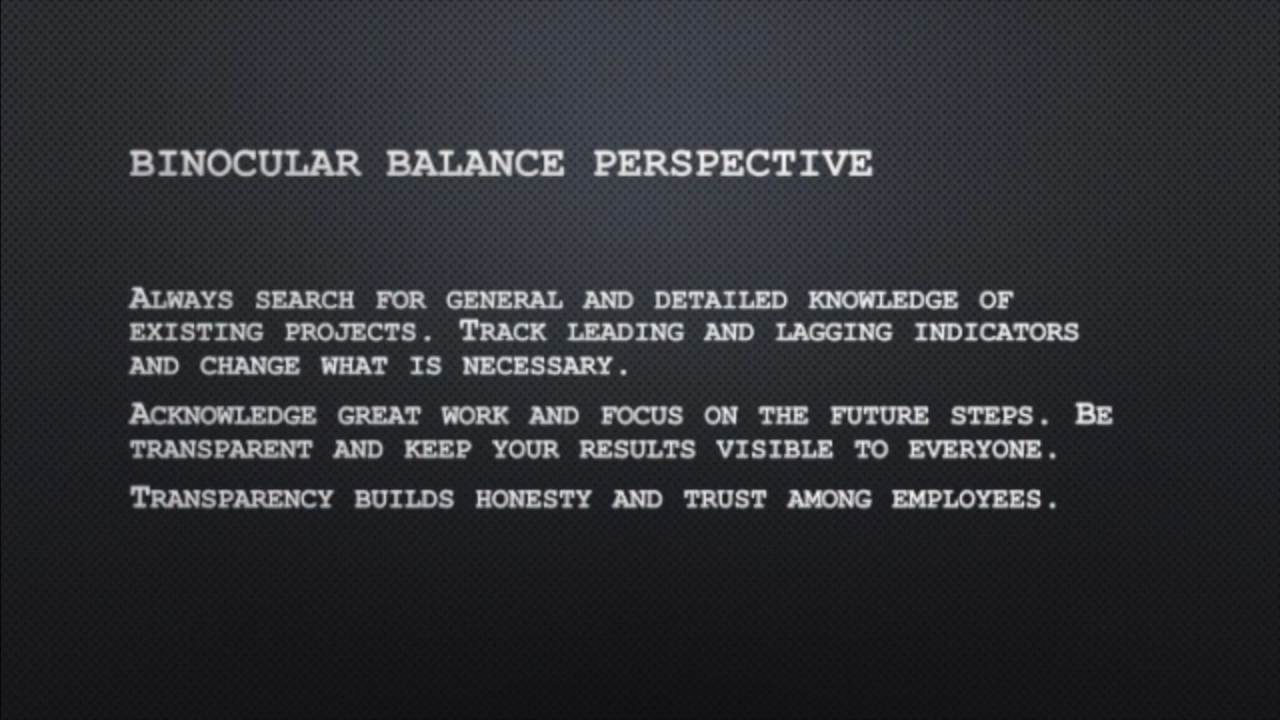 BINOCULAR BALANCE PERSPECTIVE
ALWAYS SEARCH FOR GENERAL AND DETAILED KNOWLEDGE OF
EXISTING PROJECTS. TRACK LEADING AND LAGGING INDICATORS
AND CHANGE WHAT IS NECESSARY.
ACKNOWLEDGE GREAT WORK AND FOCUS ON THE FUTURE STEPS. BE
TRANSPARENT AND KEEP YOUR RESULTS VISIBLE TO EVERYONE.
TRANSPARENCY BUILDS HONESTY AND TRUST AMONG EMPLOYEES.